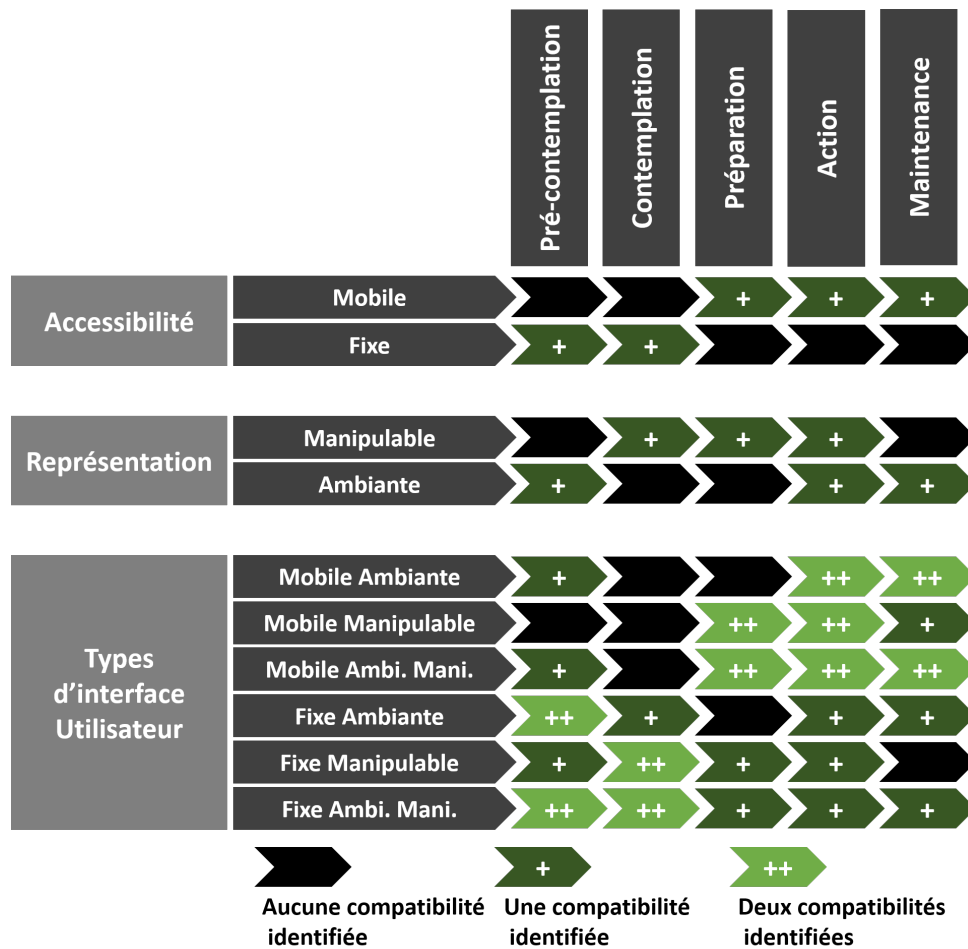 Pré-contemplation
Contemplation
Préparation
Action
Maintenance
Accessibilité
Mobile
+ + +
Fixe
+ +
Représentation
Manipulable
+ + +
Ambiante
+ + +
Types
d'interface
Utilisateur
Mobile Ambiante
+ ++ ++
Mobile Manipulable
++ ++ +
Mobile Ambi. Mani.
+ ++ ++ ++
Fixe Ambiante
++ + + +
Fixe Manipulable
+ ++ + +
Fixe Ambi. Mani.
++ ++ + + +
+
++
Aucune compatibilité
identifiée
Une compatibilité
identifiée
Deux compatibilités
identifiées